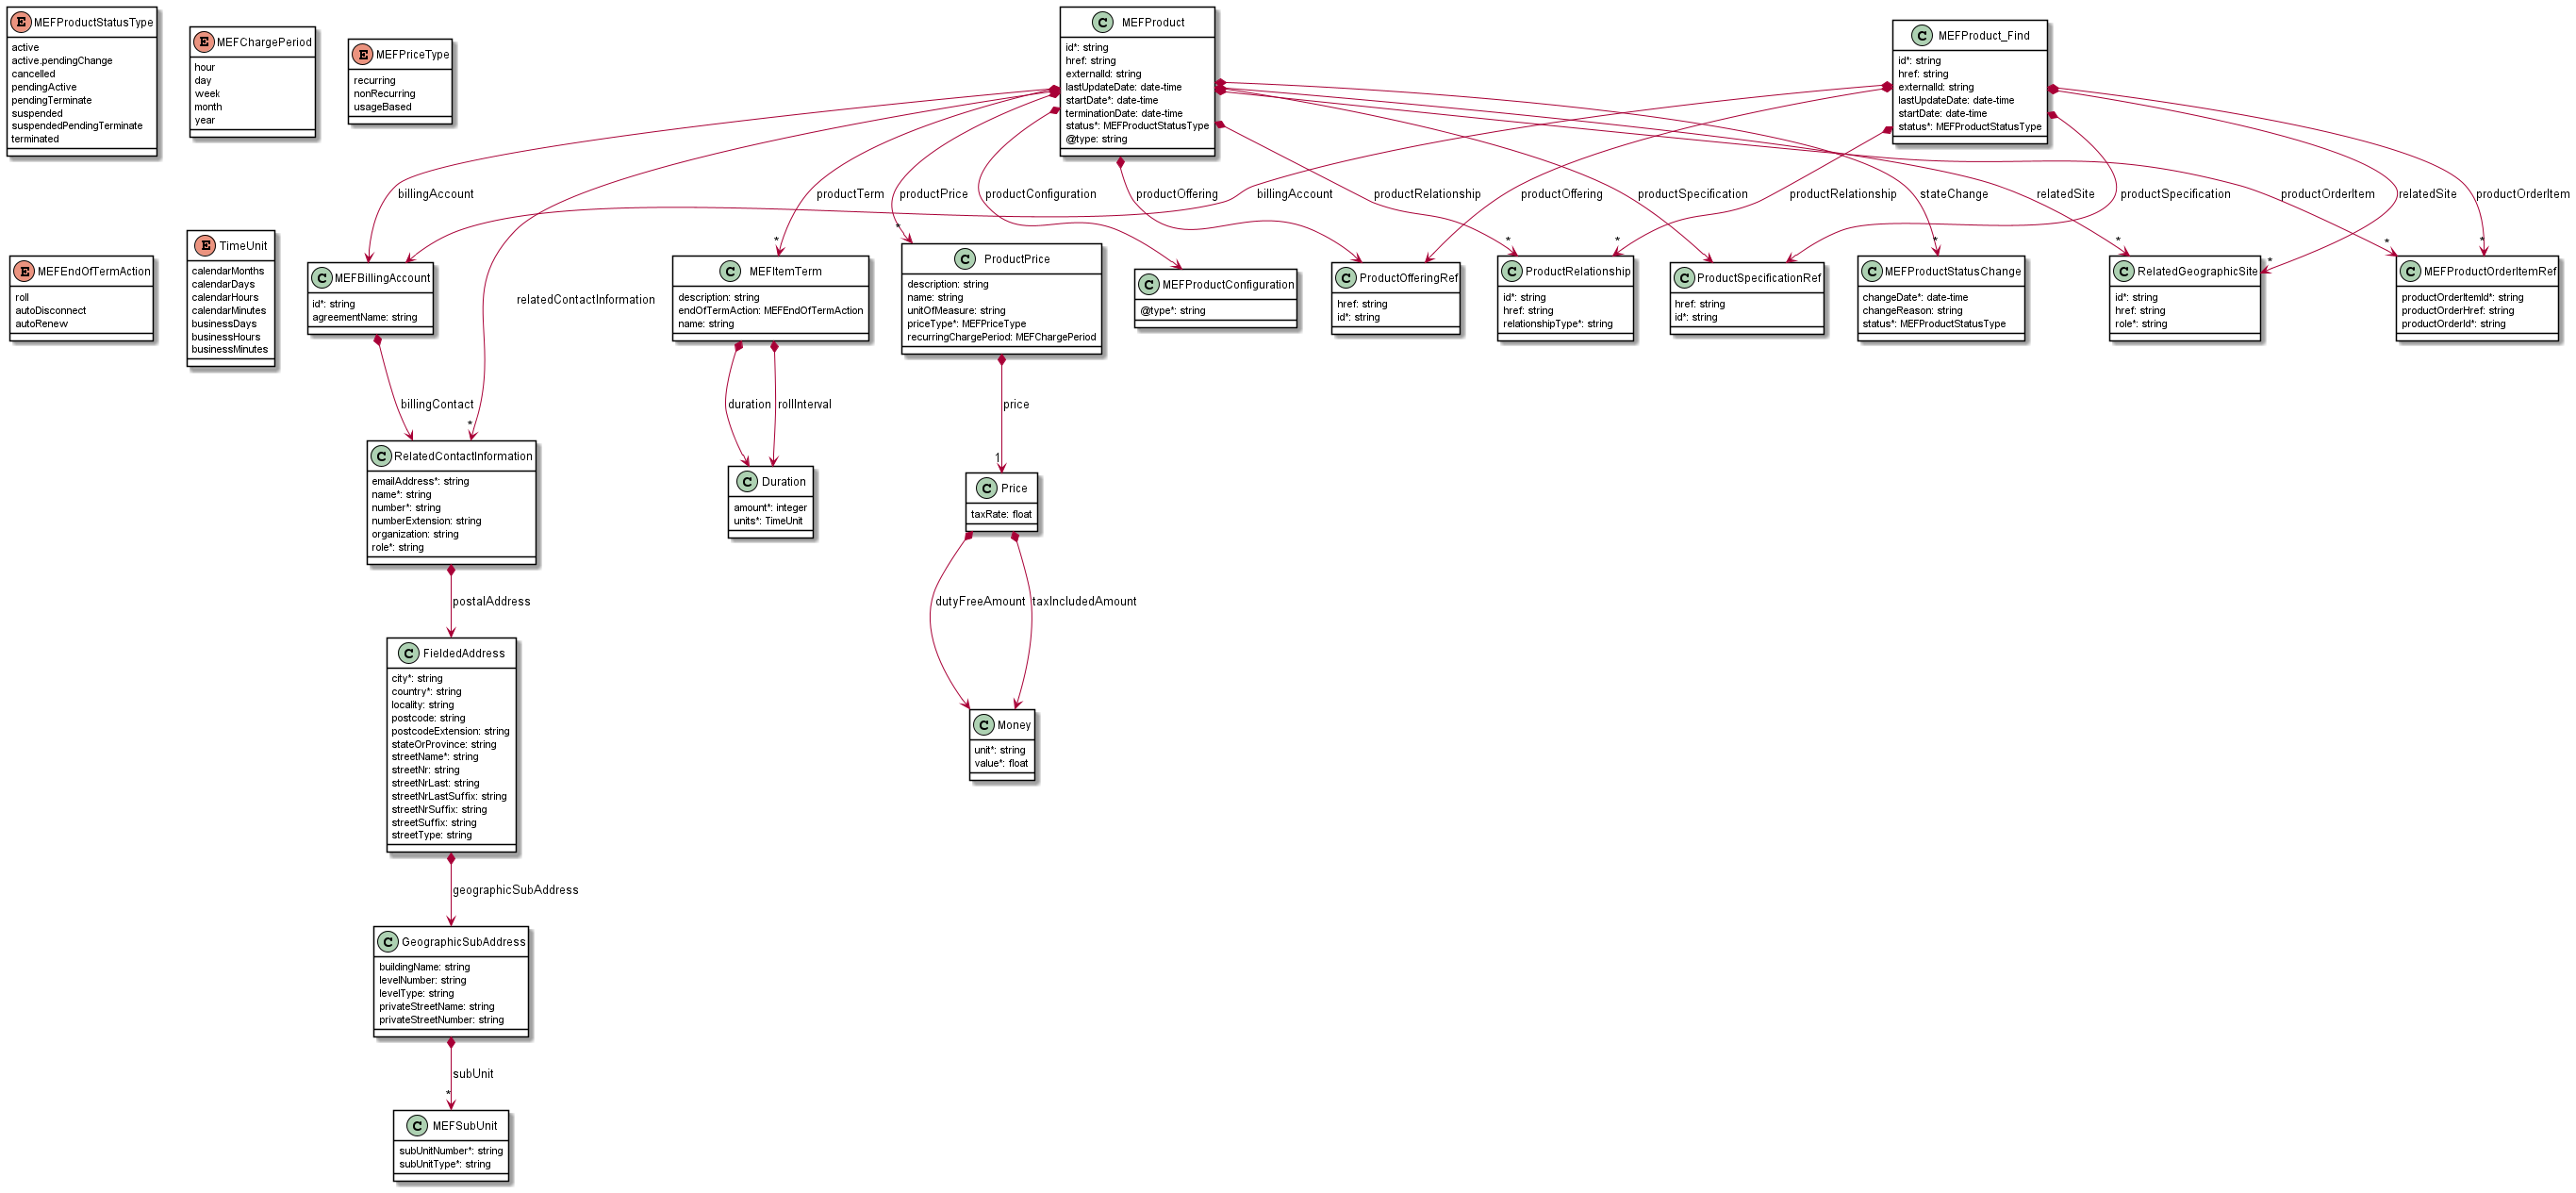 E MEFProductStatusType
active
active.pendingChange
cancelled
pendingActive
pendingTerminate
suspended
suspendedPendingTerminate
terminated
E MEFChargePeriod
hour
day
week
month
year
E MEFPriceType
recurring
nonRecurring
usageBased
C MEFProduct
id*: string
href: string
externalId: string
lastUpdateDate: date-time
startDate*: date-time
terminationDate: date-time
status*: MEFProductStatusType
@type: string
C MEFProduct_Find
id*: string
href: string
externalId: string
lastUpdateDate: date-time
startDate: date-time
status*: MEFProductStatusType
billingAccount
productTerm
productPrice
productConfiguration
productOffering
billingAccount
productRelationship
productOffering
productSpecification
productRelationship
stateChange
relatedSite
productSpecification
productOrderItem
relatedSite
productOrderItem
*
*
*
*
*
*
*
*
*
E MEFEndOfTermAction
roll
autoDisconnect
autoRenew
E TimeUnit
calendarMonths
calendarDays
calendarHours
calendarMinutes
businessDays
businessHours
businessMinutes
C MEFBillingAccount
id*: string
agreementName: string
relatedContactInformation
C MEFItemTerm
description: string
endOfTermAction: MEFEndOfTermAction
name: string
C ProductPrice
description: string
name: string
unitOfMeasure: string
priceType*: MEFPriceType
recurringChargePeriod: MEFChargePeriod
C MEFProductConfiguration
@type*: string
C ProductOfferingRef
href: string
id*: string
C ProductRelationship
id*: string
href: string
relationshipType*: string
C ProductSpecificationRef
href: string
id*: string
C MEFProductStatusChange
changeDate*: date-time
changeReason: string
status*: MEFProductStatusType
C RelatedGeographicSite
id*: string
href: string
role*: string
C MEFProductOrderItemRef
productOrderItemId*: string
productOrderHref: string
productOrderId*: string
billingContact
*
duration
rollInterval
price
1
C RelatedContactInformation
emailAddress*: string
name*: string
number*: string
numberExtension: string
organization: string
role*: string
C Duration
amount*: integer
units*: TimeUnit
C Price
taxRate: float
postalAddress
dutyFreeAmount
taxIncludedAmount
C FieldedAddress
city*: string
country*: string
locality: string
postcode: string
postcodeExtension: string
stateOrProvince: string
streetName*: string
streetNr: string
streetNrLast: string
streetNrLastSuffix: string
streetNrSuffix: string
streetSuffix: string
streetType: string
C Money
unit*: string
value*: float
geographicSubAddress
C GeographicSubAddress
buildingName: string
levelNumber: string
levelType: string
privateStreetName: string
privateStreetNumber: string
subUnit
*
C MEFSubUnit
subUnitNumber*: string
subUnitType*: string